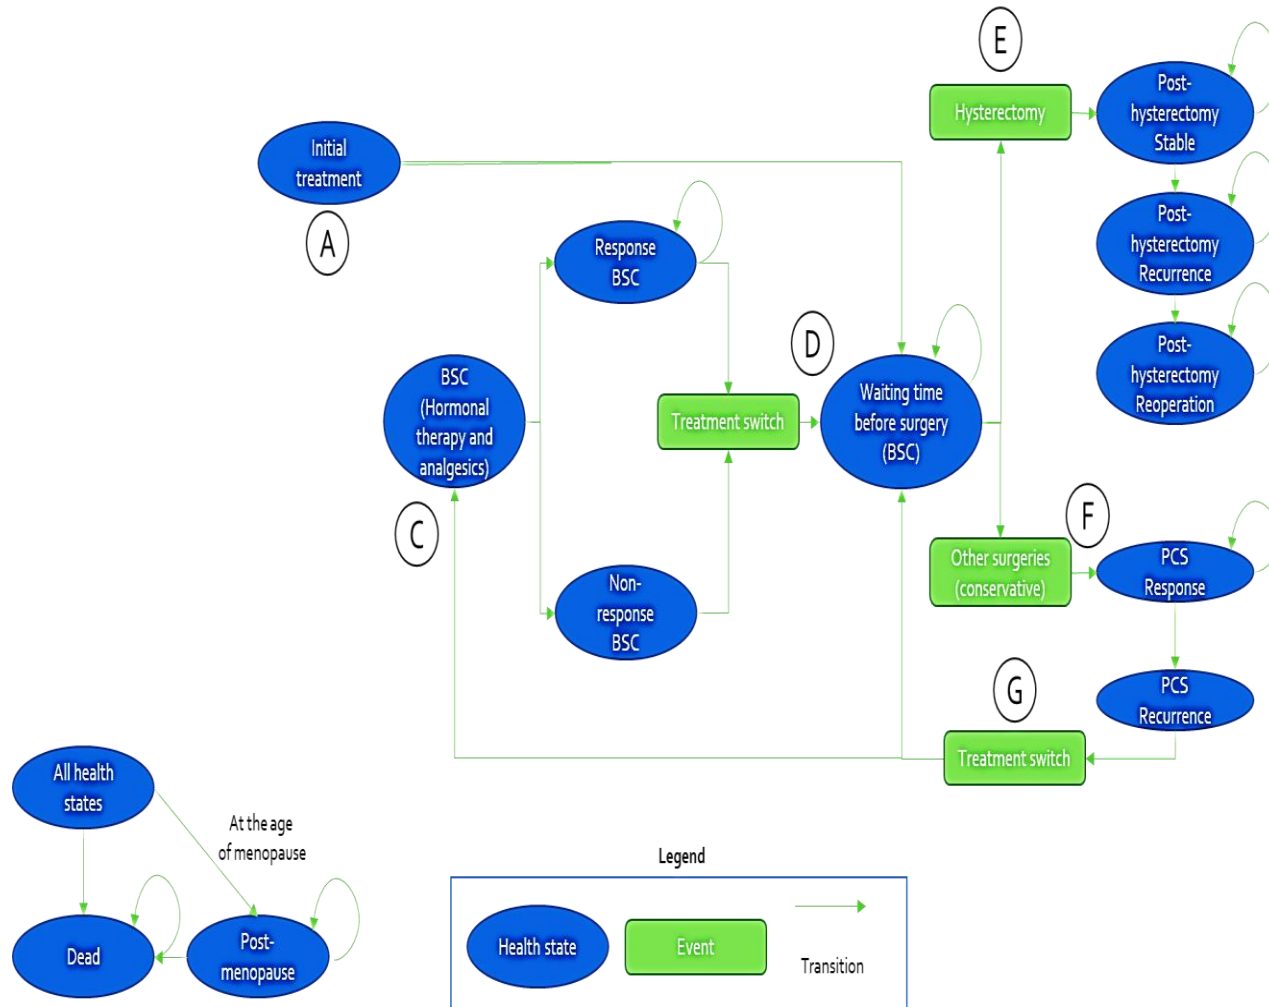 E
Hysterectomy
Post-
hysterectomy
Stable
Initial
treatment
A
Post-
hysterectomy
Recurrence
Response
BSC
D
Post-
hysterectomy
Reoperation
BSC
(Hormonal
therapy and
analgesics)
Treatment switch
Waiting time
before surgery
(BSC)
C
F
Other surgeries
(conservative)
PCS
Response
Non-
response
BSC
G
PCS
Recurrence
Treatment switch
All health
states
At the age
of menopause
Dead
Post-
menopause
Legend
Health state
Event
Transition